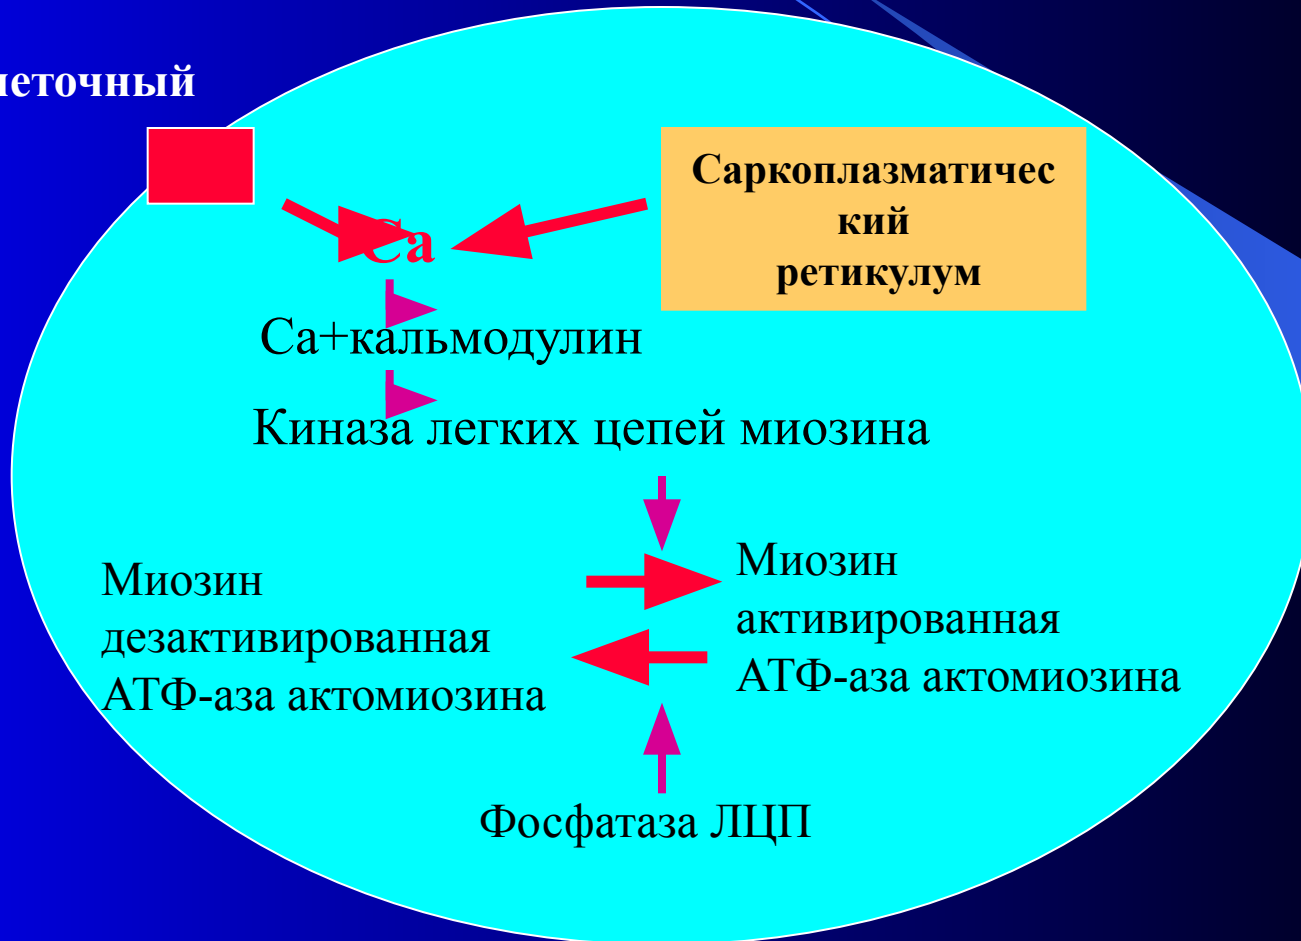 леточный
Саркоплазматичес
кий
ретикулум
Са
Са+кальмодулин
Киназа легких цепей миозина
Миозин
дезактивированная
АТФ-аза актомиозина
Миозин
активированная
АТФ-аза актомиозина
Фосфатаза ЛЦП